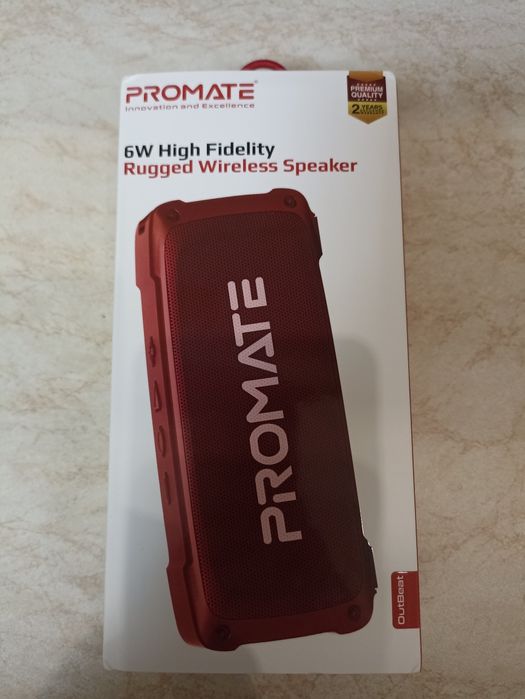 PROMATE®
Innovation and Excellence
PREMIUM
QUALITY
2 YEARS
6W High Fidelity
Rugged Wireless Speaker
PROMATE
OutBeat